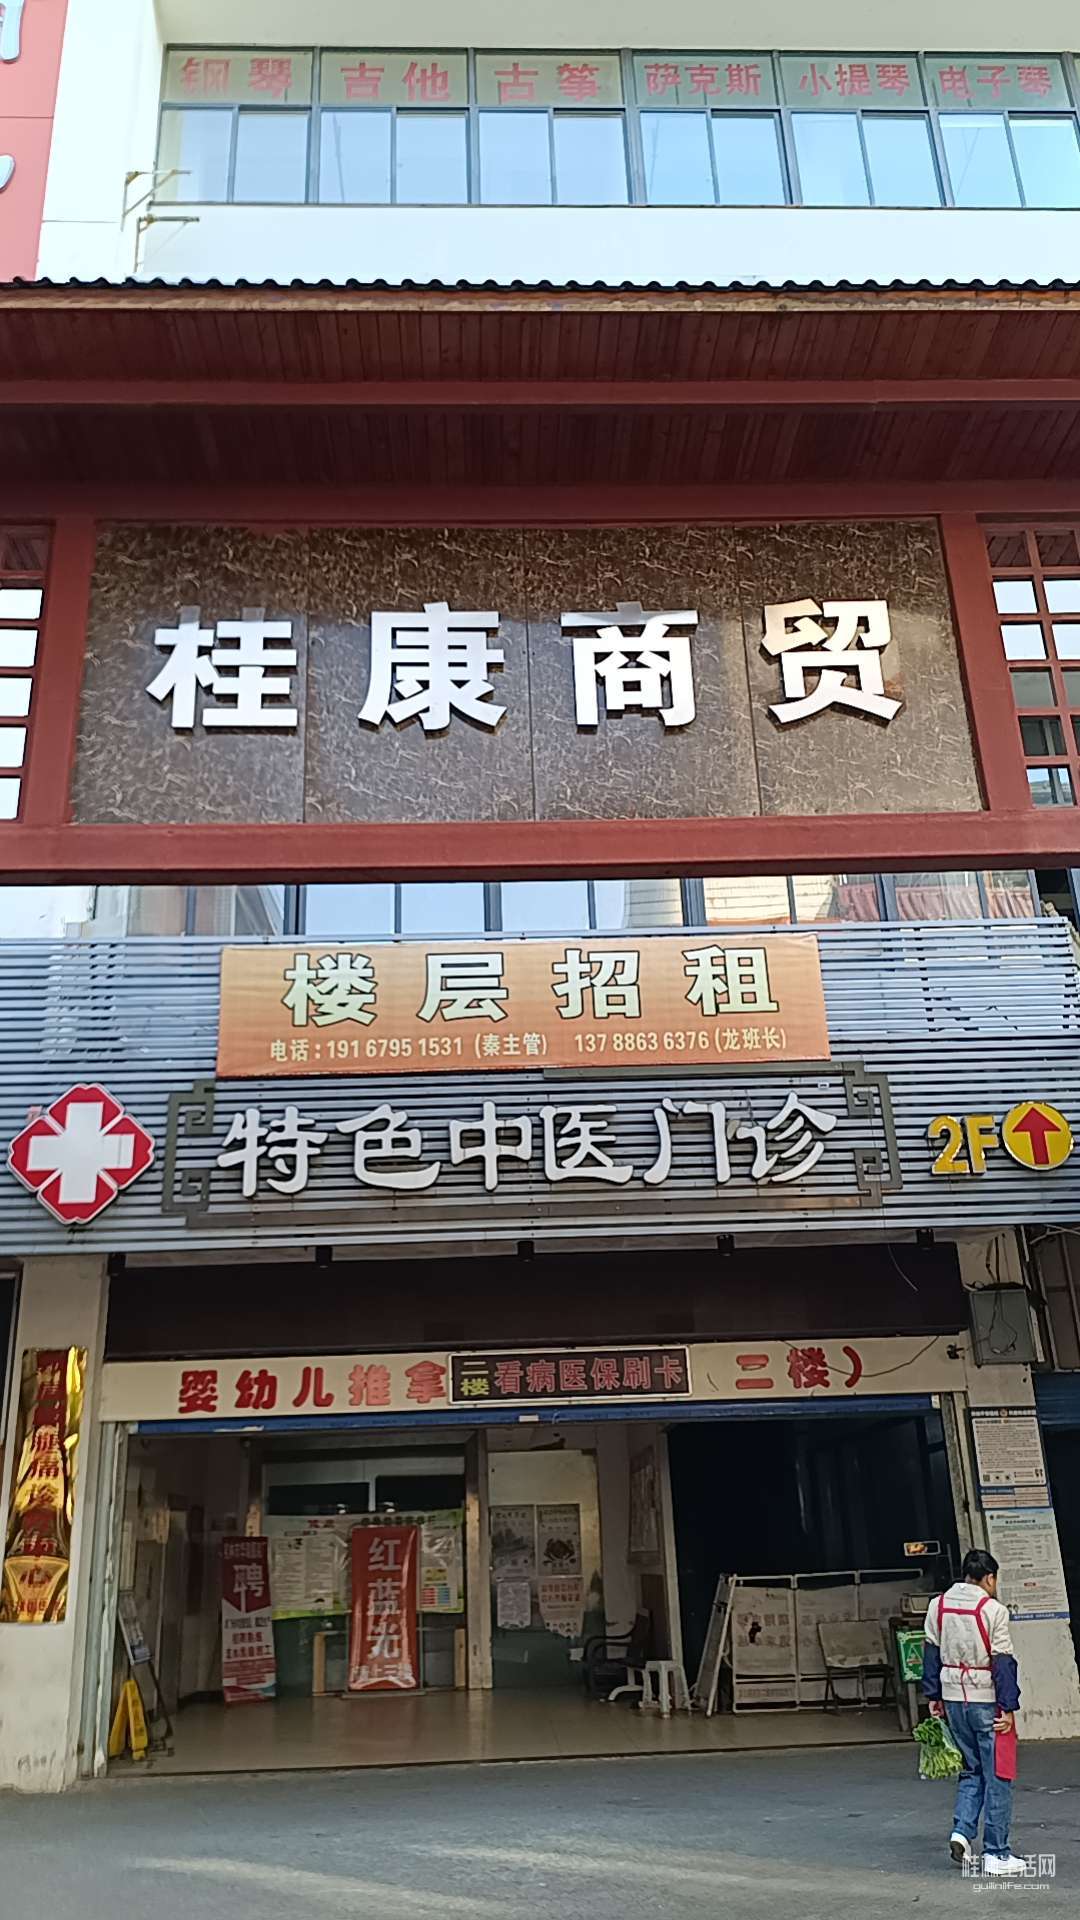 钢琴 吉他 古筝 萨克斯 小提琴 电子琴
桂康商贸
楼层招租
电话：191 6795 1531（秦主管） 137 8863 6376（龙班长）
特色中医门诊 2F
婴幼儿推拿 二楼看病医保刷卡 二楼）
聘
红蓝光
桂林生活网
guilinlife.com